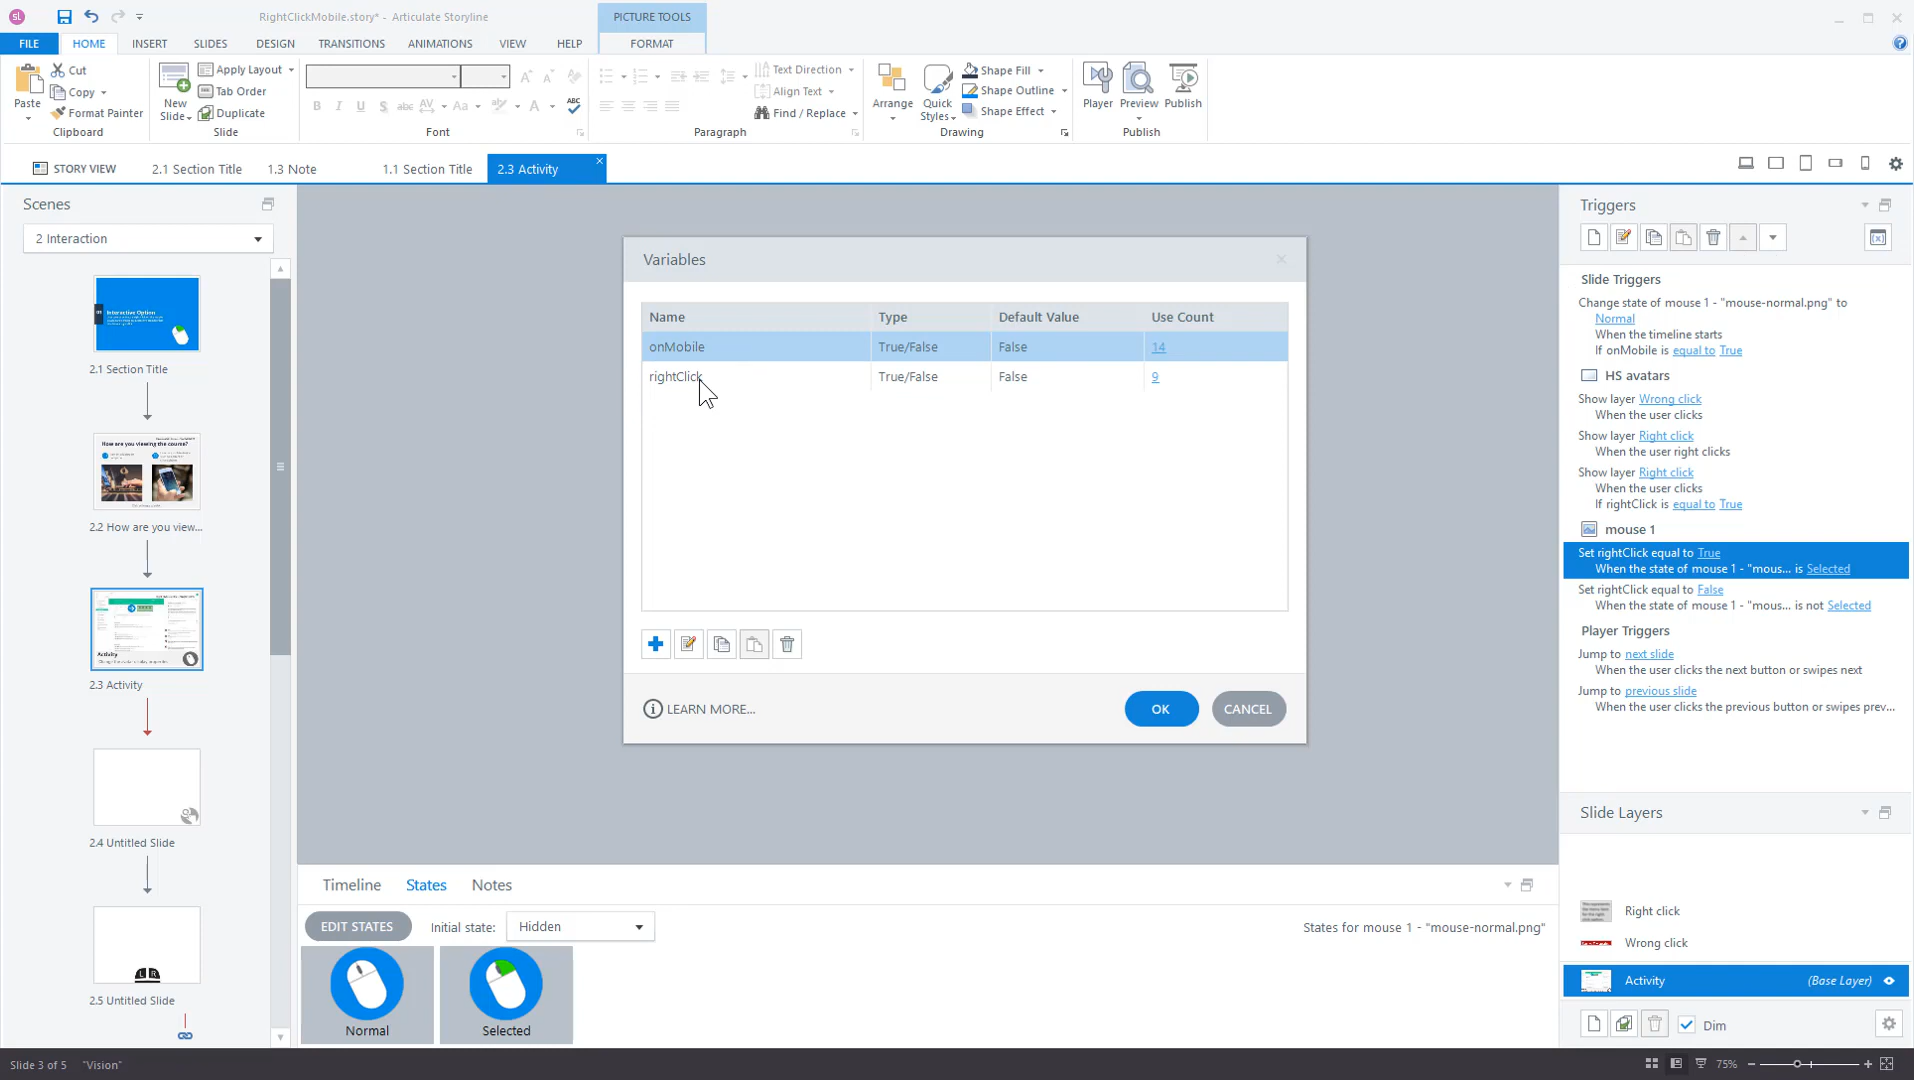 RightClickMobile.story* - Articulate Storyline
PICTURE TOOLS
FILE
HOME
INSERT
SLIDES
DESIGN
TRANSITIONS
ANIMATIONS
VIEW
HELP
FORMAT
Paste
Cut
Copy
Format Painter
Clipboard
New Slide
Apply Layout
Tab Order
Duplicate
Slide
Font
Text Direction
Align Text
Find / Replace
Paragraph
Arrange
Quick Styles
Shape Fill
Shape Outline
Shape Effect
Drawing
Player
Preview
Publish
Publish
STORY VIEW
2.1 Section Title
1.3 Note
1.1 Section Title
2.3 Activity
Scenes
2 Interaction
Interactive Option
2.1 Section Title
How are you viewing the course?
2.2 How are you view...
Activity
2.3 Activity
2.4 Untitled Slide
L R
2.5 Untitled Slide
Variables
Name Type Default Value Use Count
onMobile True/False False 14
rightClick True/False False 9
LEARN MORE...
OK
CANCEL
Timeline
States
Notes
EDIT STATES
Initial state:
Hidden
States for mouse 1 - "mouse-normal.png"
Normal
Selected
Triggers
Slide Triggers
Change state of mouse 1 - "mouse-normal.png" to
Normal
When the timeline starts
If onMobile is equal to True
HS avatars
Show layer Wrong click
When the user clicks
Show layer Right click
When the user right clicks
Show layer Right click
When the user clicks
If rightClick is equal to True
mouse 1
Set rightClick equal to True
When the state of mouse 1 - "mous... is Selected
Set rightClick equal to False
When the state of mouse 1 - "mous... is not Selected
Player Triggers
Jump to next slide
When the user clicks the next button or swipes next
Jump to previous slide
When the user clicks the previous button or swipes prev...
Slide Layers
Right click
Wrong click
Activity
(Base Layer)
Dim
Slide 3 of 5
"Vision"
75%